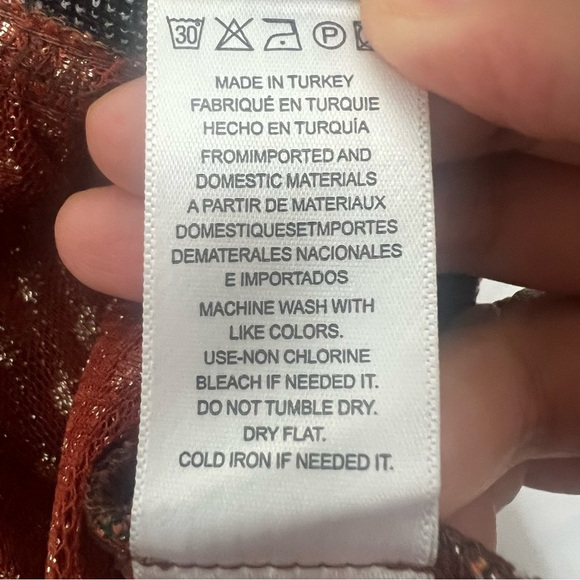 30
P
MADE IN TURKEY
FABRIQUÉ EN TURQUIE
HECHO EN TURQUÍA
FROMIMPORTED AND
DOMESTIC MATERIALS
A PARTIR DE MATERIAUX
DOMESTIQUESETMPORTES
DEMATERALES NACIONALES
E IMPORTADOS
MACHINE WASH WITH
LIKE COLORS.
USE-NON CHLORINE
BLEACH IF NEEDED IT.
DO NOT TUMBLE DRY.
DRY FLAT.
COLD IRON IF NEEDED IT.